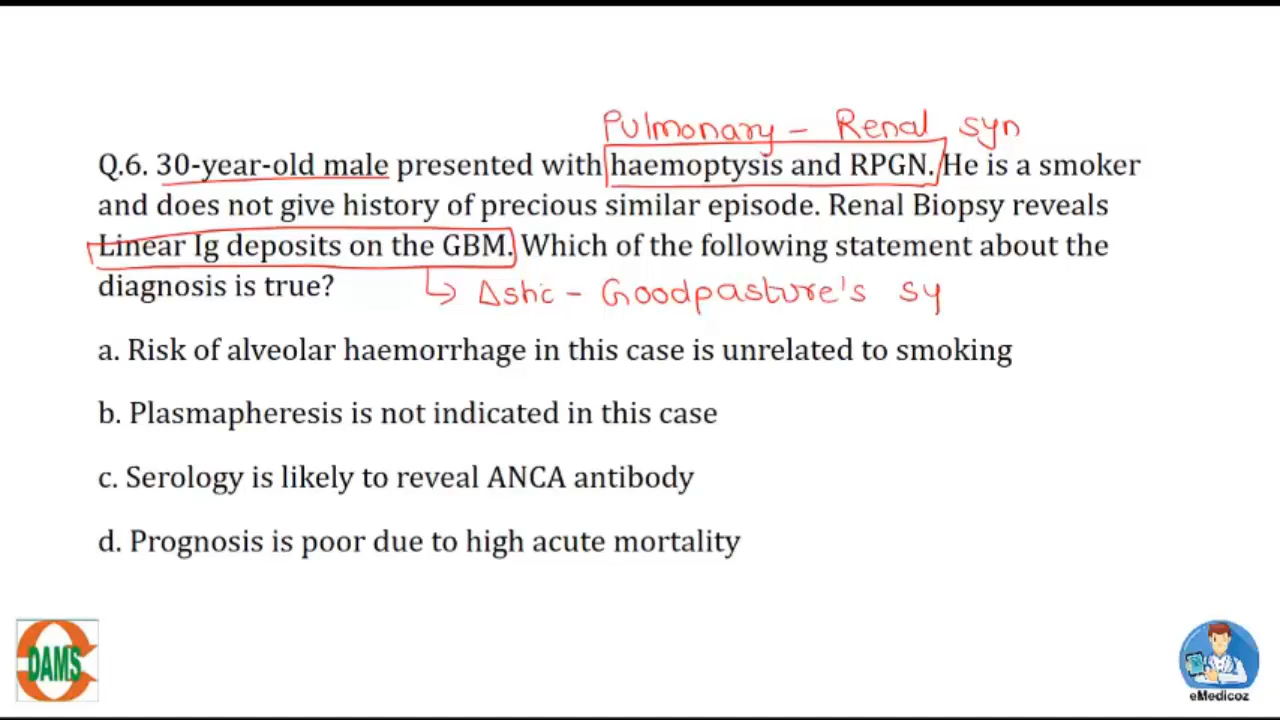 Pulmonary - Renal syn
Q.6. 30-year-old male presented with haemoptysis and RPGN. He is a smoker
and does not give history of precious similar episode. Renal Biopsy reveals
Linear Ig deposits on the GBM. Which of the following statement about the
diagnosis is true?
↳ Δstic - Goodpasture's sy
a. Risk of alveolar haemorrhage in this case is unrelated to smoking
b. Plasmapheresis is not indicated in this case
c. Serology is likely to reveal ANCA antibody
d. Prognosis is poor due to high acute mortality
DAMS
eMedicoz